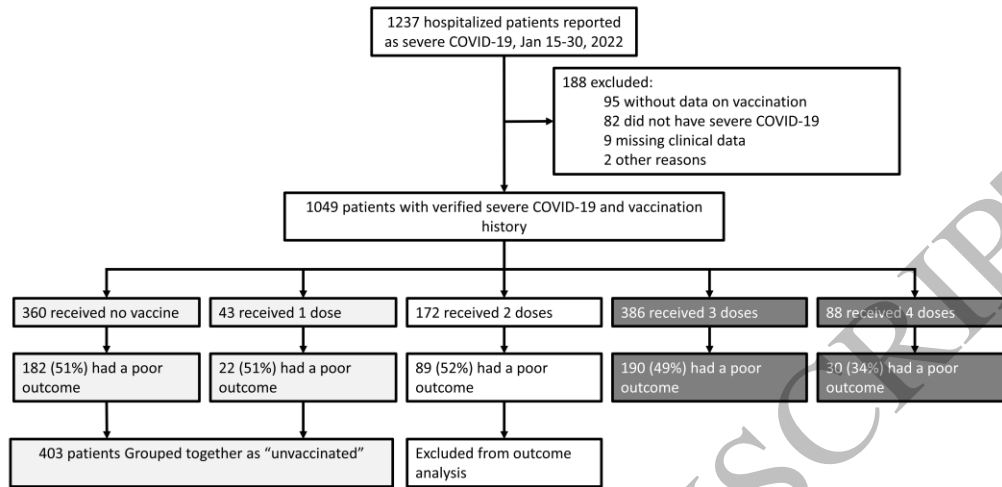 1237 hospitalized patients reported
as severe COVID-19, Jan 15-30, 2022
188 excluded:
95 without data on vaccination
82 did not have severe COVID-19
9 missing clinical data
2 other reasons
1049 patients with verified severe COVID-19 and vaccination
history
360 received no vaccine
43 received 1 dose
172 received 2 doses
386 received 3 doses
88 received 4 doses
182 (51%) had a poor
outcome
22 (51%) had a poor
outcome
89 (52%) had a poor
outcome
190 (49%) had a poor
outcome
30 (34%) had a poor
outcome
403 patients Grouped together as “unvaccinated”
Excluded from outcome
analysis